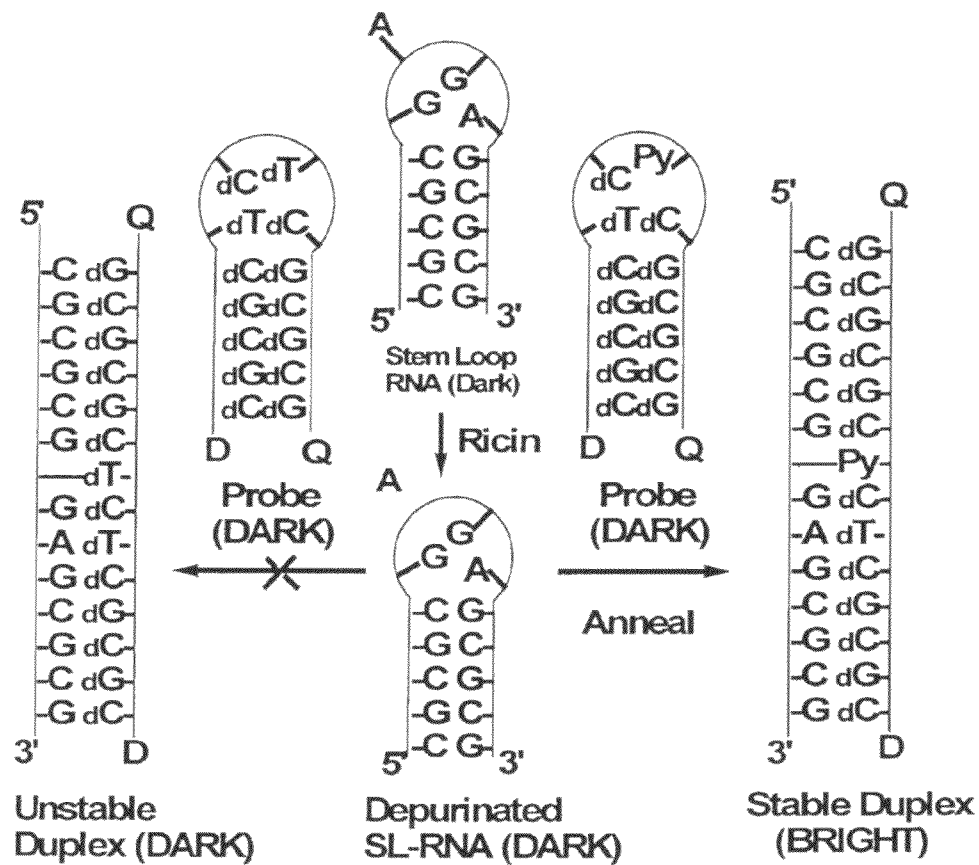 5' Q
C dG
G dC
C dG
G dC
C dG
G dC
dT
G dC
A dT
G dC
C dG
G dC
C dG
G dC
3' D
Unstable
Duplex (DARK)
dC dT
dT dC
dCdG
dGdC
dCdG
dGdC
dCdG
D Q
Probe
(DARK)
A
G G
A
C G
G C
C G
G C
C G
5' 3'
Stem Loop
RNA (Dark)
Ricin
A
G G
A
C G
G C
C G
G C
C G
5' 3'
Depurinated
SL-RNA (DARK)
dC Py
dT dC
dCdG
dGdC
dCdG
dGdC
dCdG
D Q
Probe
(DARK)
Anneal
5' Q
C dG
G dC
C dG
G dC
C dG
G dC
Py
G dC
A dT
G dC
C dG
G dC
C dG
G dC
3' D
Stable Duplex
(BRIGHT)